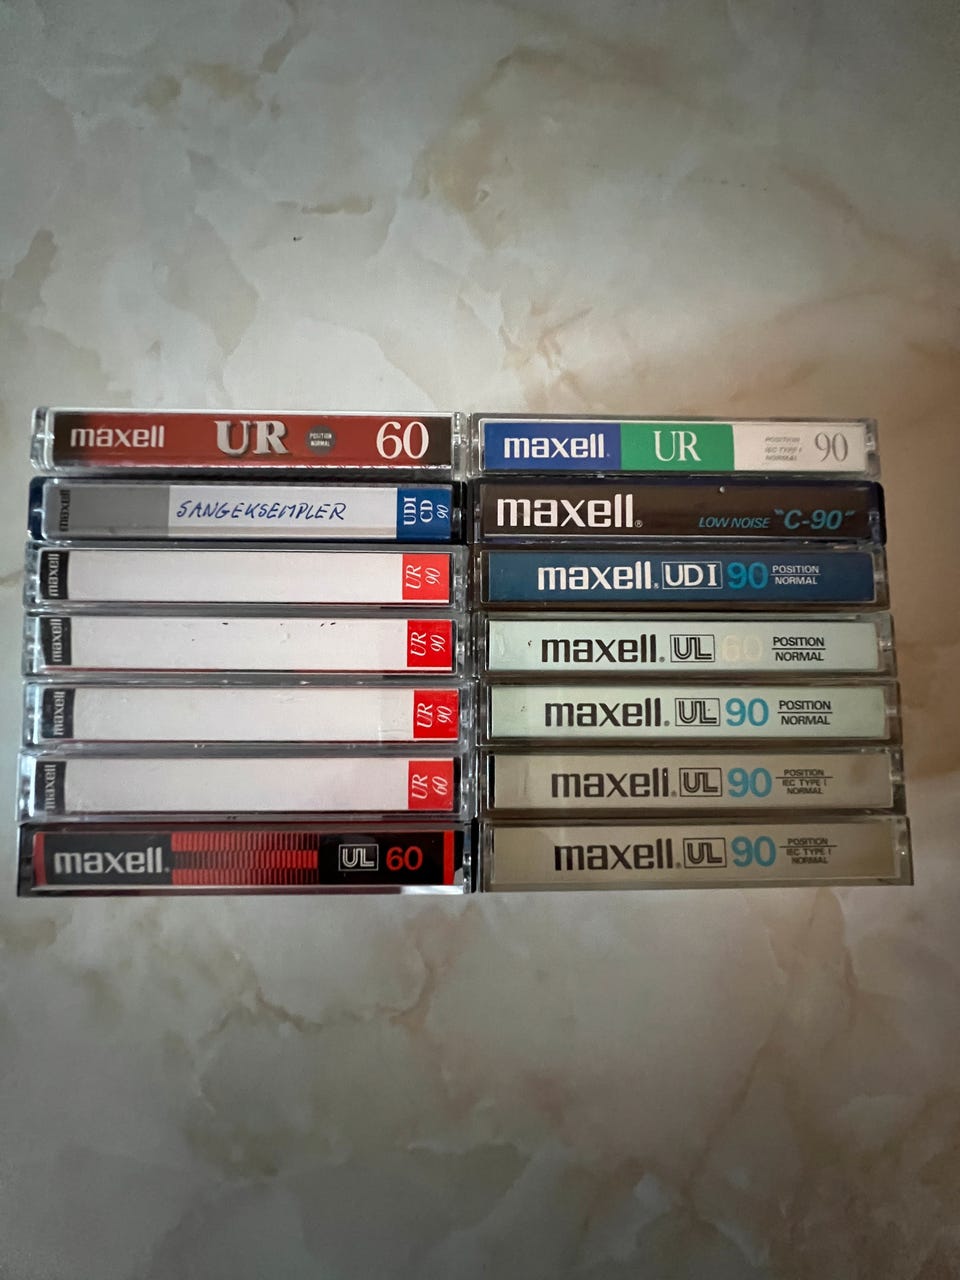 maxell UR POSITION NORMAL 60
maxell SANGEKSEMPLER UDI CD 90
maxell UR 90
maxell UR 90
maxell UR 90
maxell UR 60
maxell. UL 60
maxell. UR POSITION IEC TYPE I NORMAL 90
maxell® LOW NOISE "C-90"
maxell. UDI 90 POSITION NORMAL
maxell. UL 60 POSITION NORMAL
maxell. UL 90 POSITION NORMAL
maxell. UL 90 POSITION IEC TYPE I NORMAL
maxell. UL 90 POSITION IEC TYPE I NORMAL